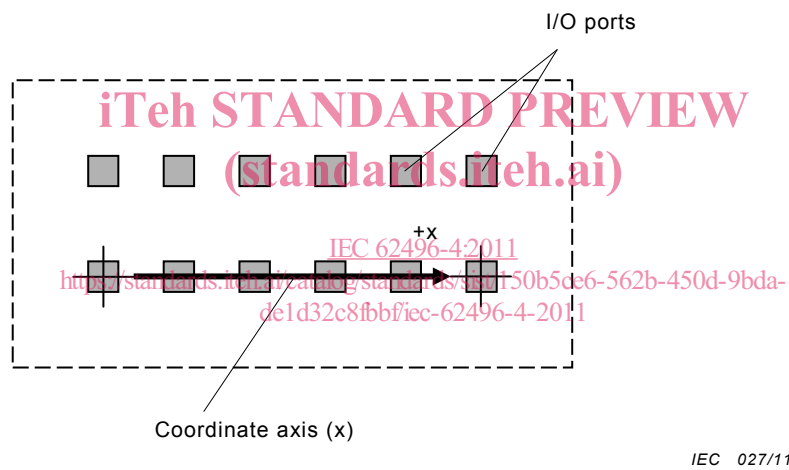 I/O ports
iTeh STANDARD PREVIEW
(standards.iteh.ai)
+x
IEC 62496-4:2011
https://standards.iteh.ai/catalog/standards/sist/150b5ce6-562b-450d-9bda-
de1d32c8fbbf/iec-62496-4-2011
Coordinate axis (x)
IEC 027/11